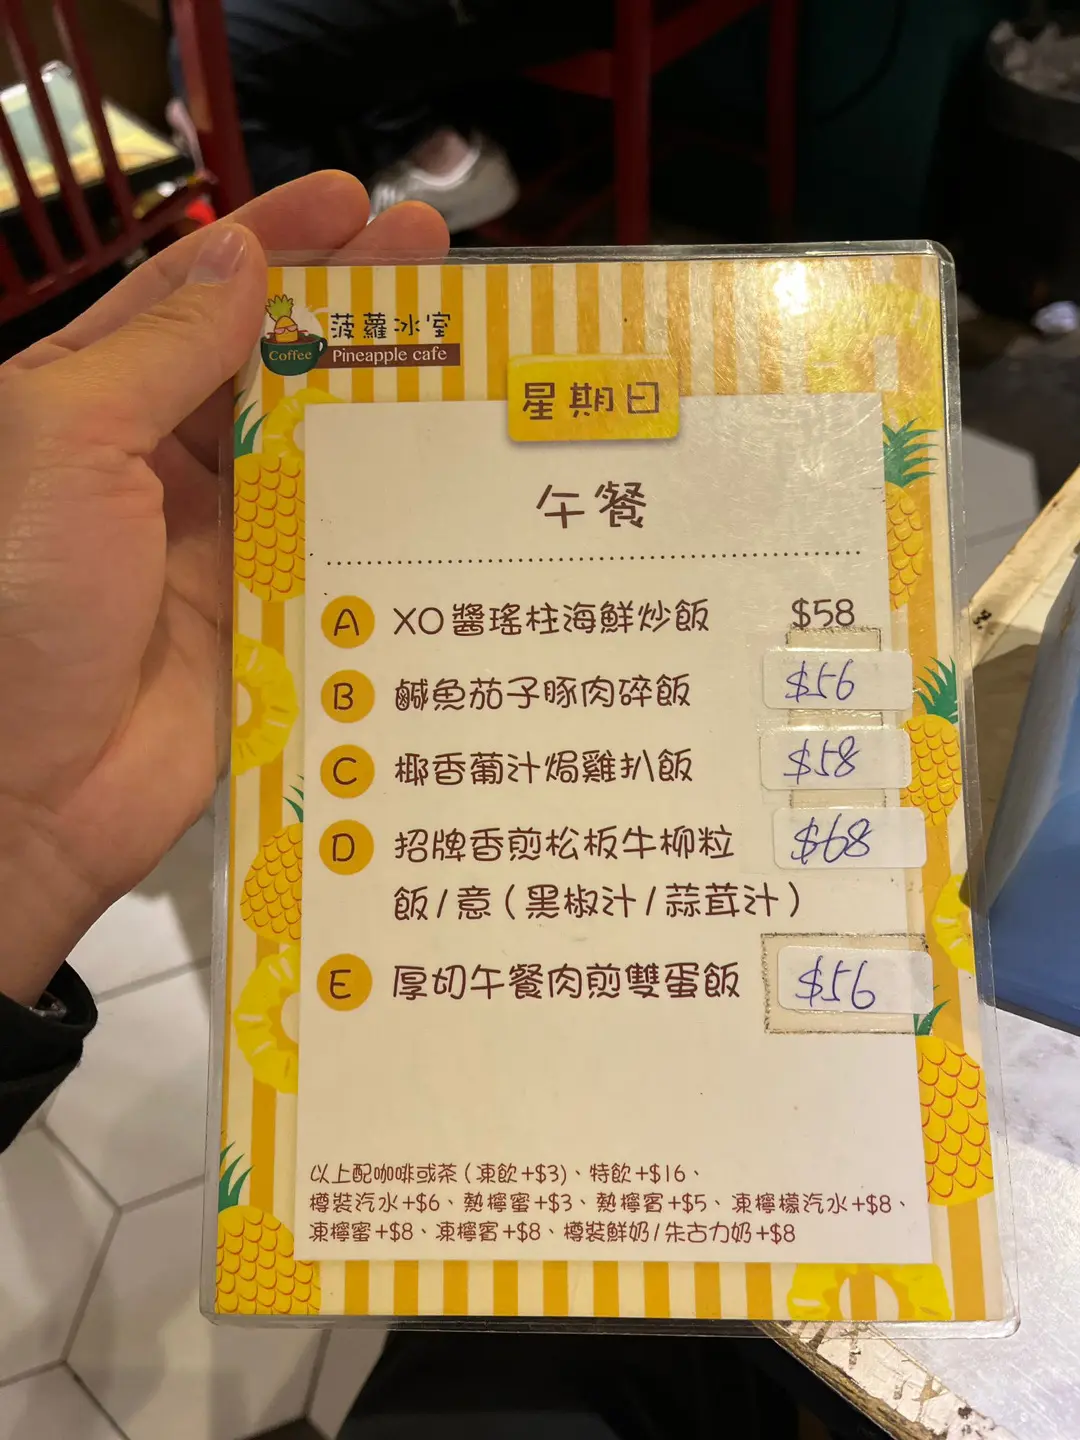 菠蘿冰室
Coffee
Pineapple cafe
星期日
午餐
A XO醬瑤柱海鮮炒飯 $58
B 鹹魚茄子豚肉碎飯 $56
C 椰香葡汁焗雞扒飯 $58
D 招牌香煎松板牛柳粒 $68
飯/意(黑椒汁/蒜茸汁)
E 厚切午餐肉煎雙蛋飯 $56
以上配咖啡或茶(凍飲+$3)、特飲+$16、
樽裝汽水+$6、熱檸蜜+$3、熱檸賓+$5、凍檸檬汽水+$8、
凍檸蜜+$8、凍檸賓+$8、樽裝鮮奶/朱古力奶+$8